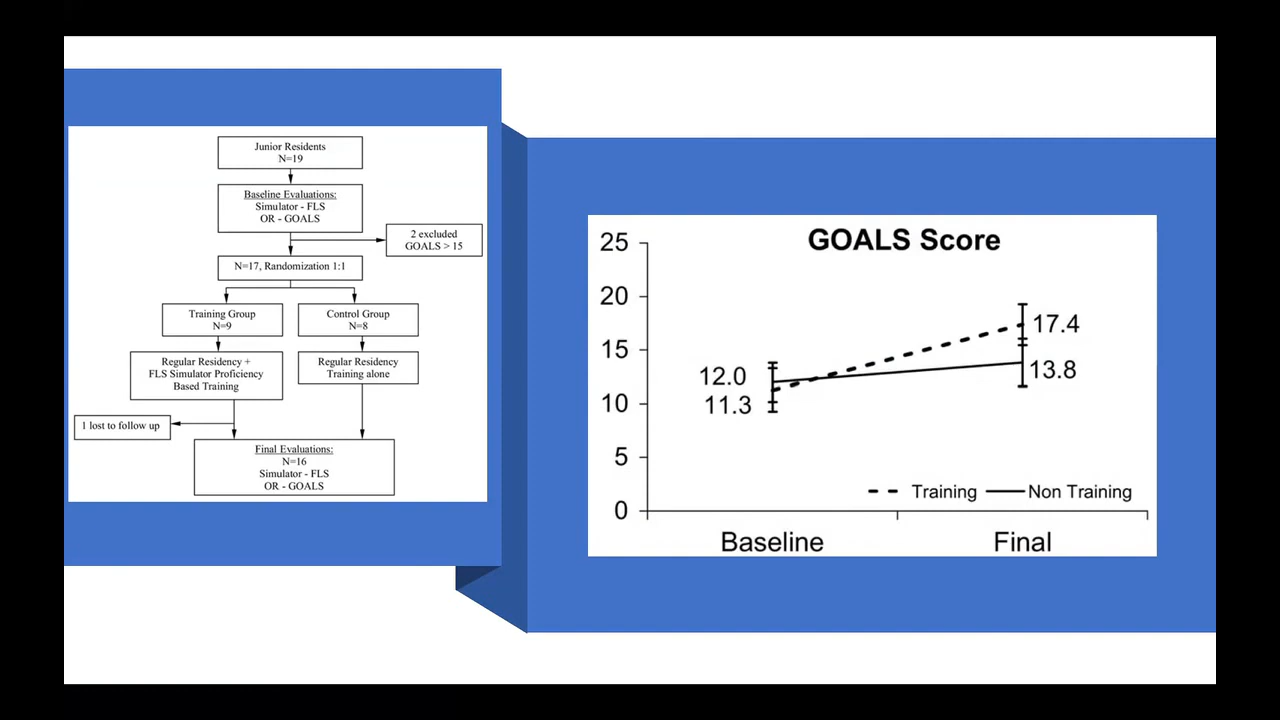 Junior Residents
N=19
Baseline Evaluations:
Simulator - FLS
OR - GOALS
2 excluded
GOALS > 15
N=17, Randomization 1:1
Training Group
N=9
Control Group
N=8
Regular Residency +
FLS Simulator Proficiency
Based Training
Regular Residency
Training alone
1 lost to follow up
Final Evaluations:
N=16
Simulator - FLS
OR - GOALS
GOALS Score
25
20
15
10
5
0
12.0
11.3
17.4
13.8
Training
Non Training
Baseline
Final